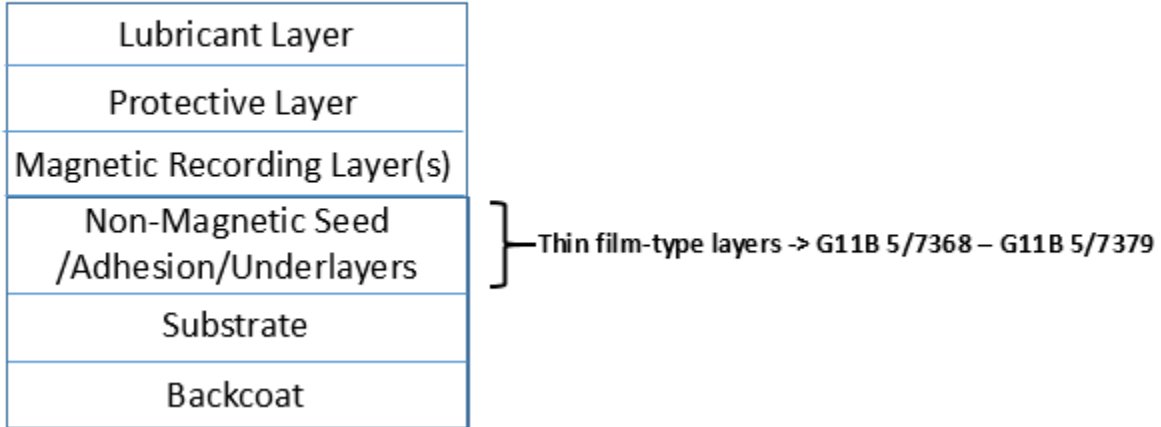 Lubricant Layer
Protective Layer
Magnetic Recording Layer(s)
Non-Magnetic Seed
/Adhesion/Underlayers
Thin film-type layers -> G11B 5/7368 – G11B 5/7379
Substrate
Backcoat